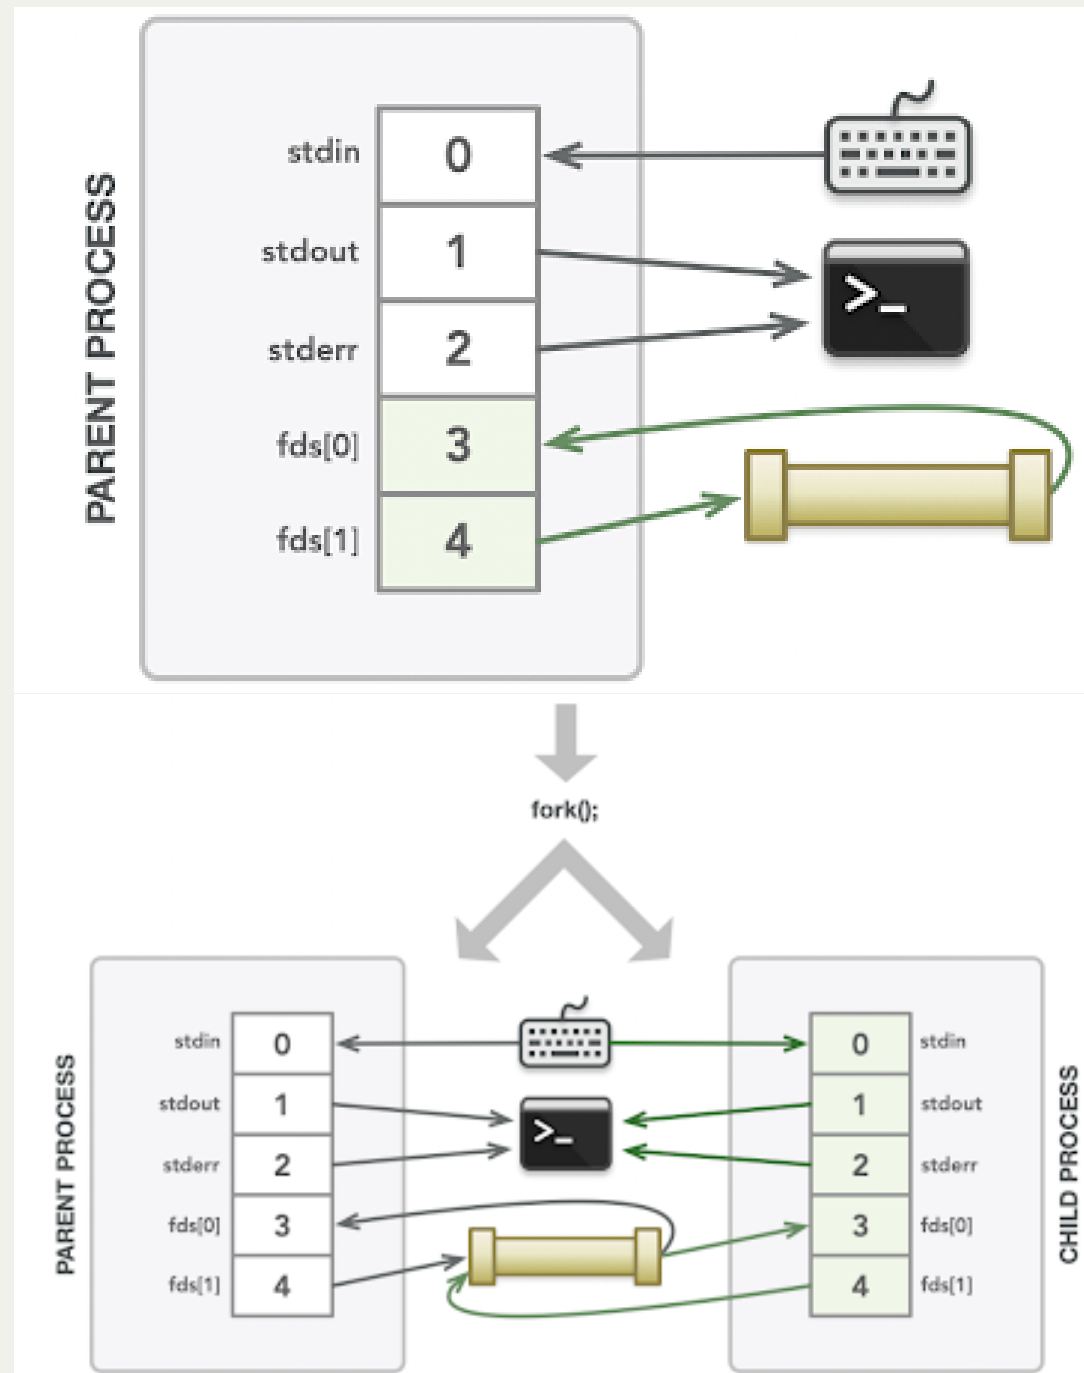 PARENT PROCESS
stdin 0
stdout 1
>_
stderr 2
fds[0] 3
fds[1] 4
fork();
PARENT PROCESS
CHILD PROCESS
stdin 0 0 stdin
stdout 1 >_ 1 stdout
stderr 2 2 stderr
fds[0] 3 3 fds[0]
fds[1] 4 4 fds[1]